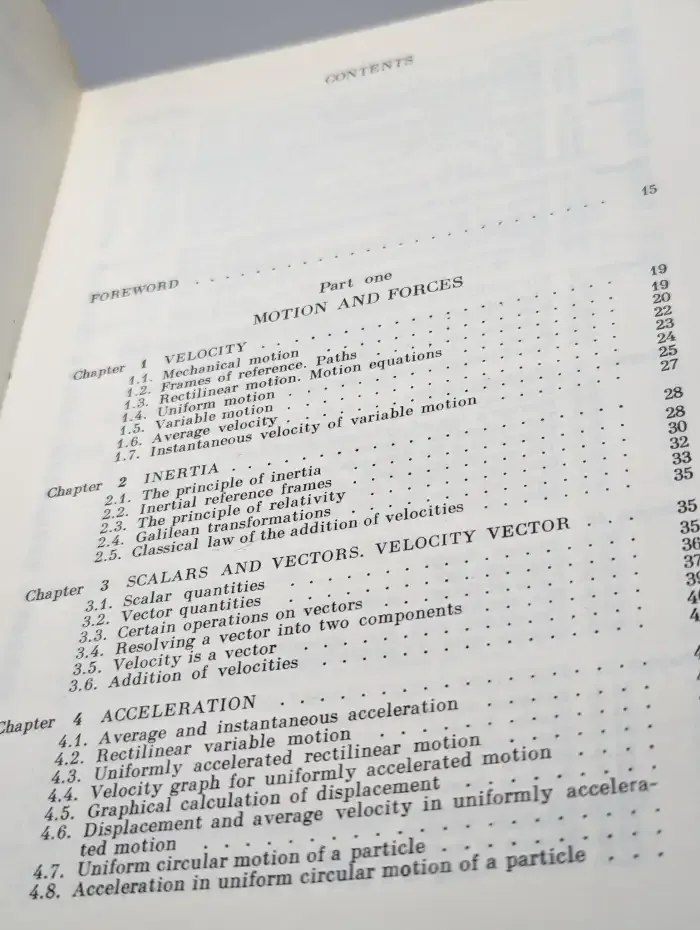 CONTENTS
FOREWORD . . . . . . . . . . . . . . . . . . . . . . 15
Part one
MOTION AND FORCES
Chapter 1 VELOCITY . . . . . . . . . . . . . . . . 19
1.1. Mechanical motion . . . . . . . . . . . . . . 19
1.2. Frames of reference. Paths . . . . . . . . . . 20
1.3. Rectilinear motion. Motion equations . . . . . . 22
1.4. Uniform motion . . . . . . . . . . . . . . . 23
1.5. Variable motion . . . . . . . . . . . . . . . 24
1.6. Average velocity . . . . . . . . . . . . . . 25
1.7. Instantaneous velocity of variable motion . . . . 27
Chapter 2 INERTIA . . . . . . . . . . . . . . . . . 28
2.1. The principle of inertia . . . . . . . . . . . 28
2.2. Inertial reference frames . . . . . . . . . . . 30
2.3. The principle of relativity . . . . . . . . . . 32
2.4. Galilean transformations . . . . . . . . . . . 33
2.5. Classical law of the addition of velocities . . . . 35
Chapter 3 SCALARS AND VECTORS. VELOCITY VECTOR . . . 35
3.1. Scalar quantities . . . . . . . . . . . . . . 35
3.2. Vector quantities . . . . . . . . . . . . . . 36
3.3. Certain operations on vectors . . . . . . . . . 37
3.4. Resolving a vector into two components . . . . . 39
3.5. Velocity is a vector . . . . . . . . . . . . .
3.6. Addition of velocities . . . . . . . . . . . .
Chapter 4 ACCELERATION . . . . . . . . . . . . . .
4.1. Average and instantaneous acceleration . . . . . .
4.2. Rectilinear variable motion . . . . . . . . . .
4.3. Uniformly accelerated rectilinear motion . . . . .
4.4. Velocity graph for uniformly accelerated motion . . . .
4.5. Graphical calculation of displacement . . . . . . .
4.6. Displacement and average velocity in uniformly accelera-
ted motion . . . . . . . . . . . . . . . . .
4.7. Uniform circular motion of a particle . . . . . . . .
4.8. Acceleration in uniform circular motion of a particle . . .